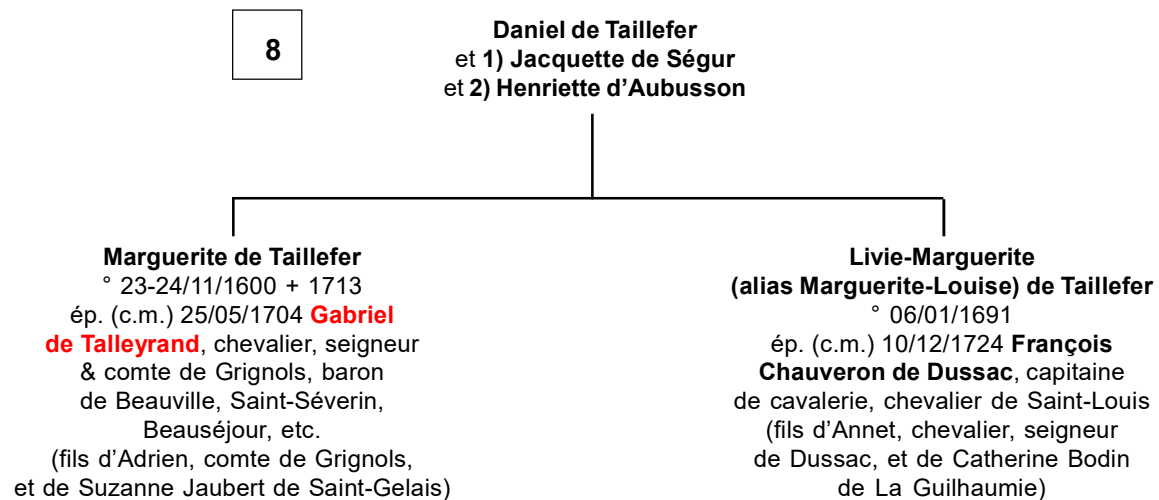 8
Daniel de Taillefer
et 1) Jacquette de Ségur
et 2) Henriette d’Aubusson
Marguerite de Taillefer
° 23-24/11/1600 + 1713
ép. (c.m.) 25/05/1704 Gabriel
de Talleyrand, chevalier, seigneur
& comte de Grignols, baron
de Beauville, Saint-Séverin,
Beauséjour, etc.
(fils d’Adrien, comte de Grignols,
et de Suzanne Jaubert de Saint-Gelais)
Livie-Marguerite
(alias Marguerite-Louise) de Taillefer
° 06/01/1691
ép. (c.m.) 10/12/1724 François
Chauveron de Dussac, capitaine
de cavalerie, chevalier de Saint-Louis
(fils d’Annet, chevalier, seigneur
de Dussac, et de Catherine Bodin
de La Guilhaumie)